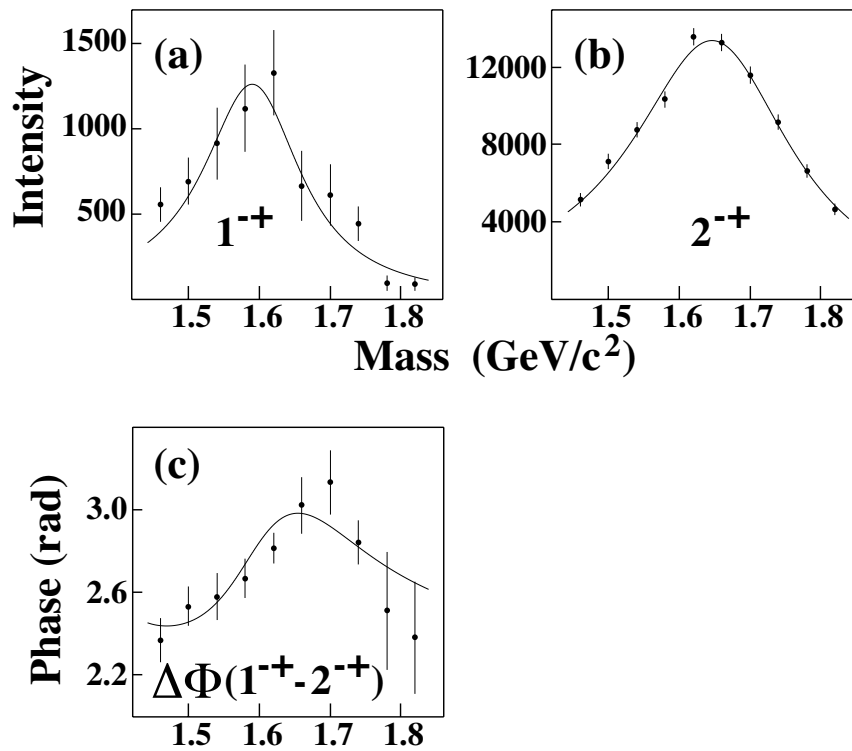 (a)
1500
1000
500
Intensity
1⁻⁺
1.5 1.6 1.7 1.8
(b)
12000
8000
4000
2⁻⁺
1.5 1.6 1.7 1.8
Mass (GeV/c²)
(c)
3.0
2.6
2.2
Phase (rad)
ΔΦ(1⁻⁺-2⁻⁺)
1.5 1.6 1.7 1.8